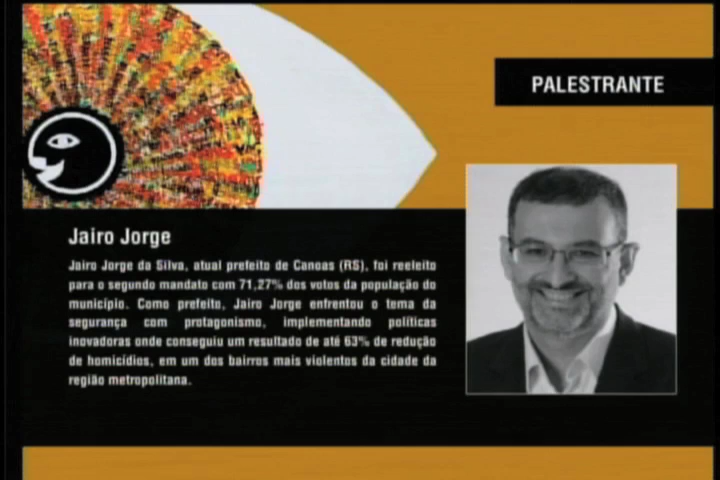 PALESTRANTE
Jairo Jorge
Jairo Jorge da Silva, atual prefeito de Canoas (RS), foi reeleito
para o segundo mandato com 71,27% dos votos da população do
município. Como prefeito, Jairo Jorge enfrentou o tema da
segurança com protagonismo, implementando políticas
inovadoras onde conseguiu um resultado de até 63% de redução
de homicídios, em um dos bairros mais violentos da cidade da
região metropolitana.